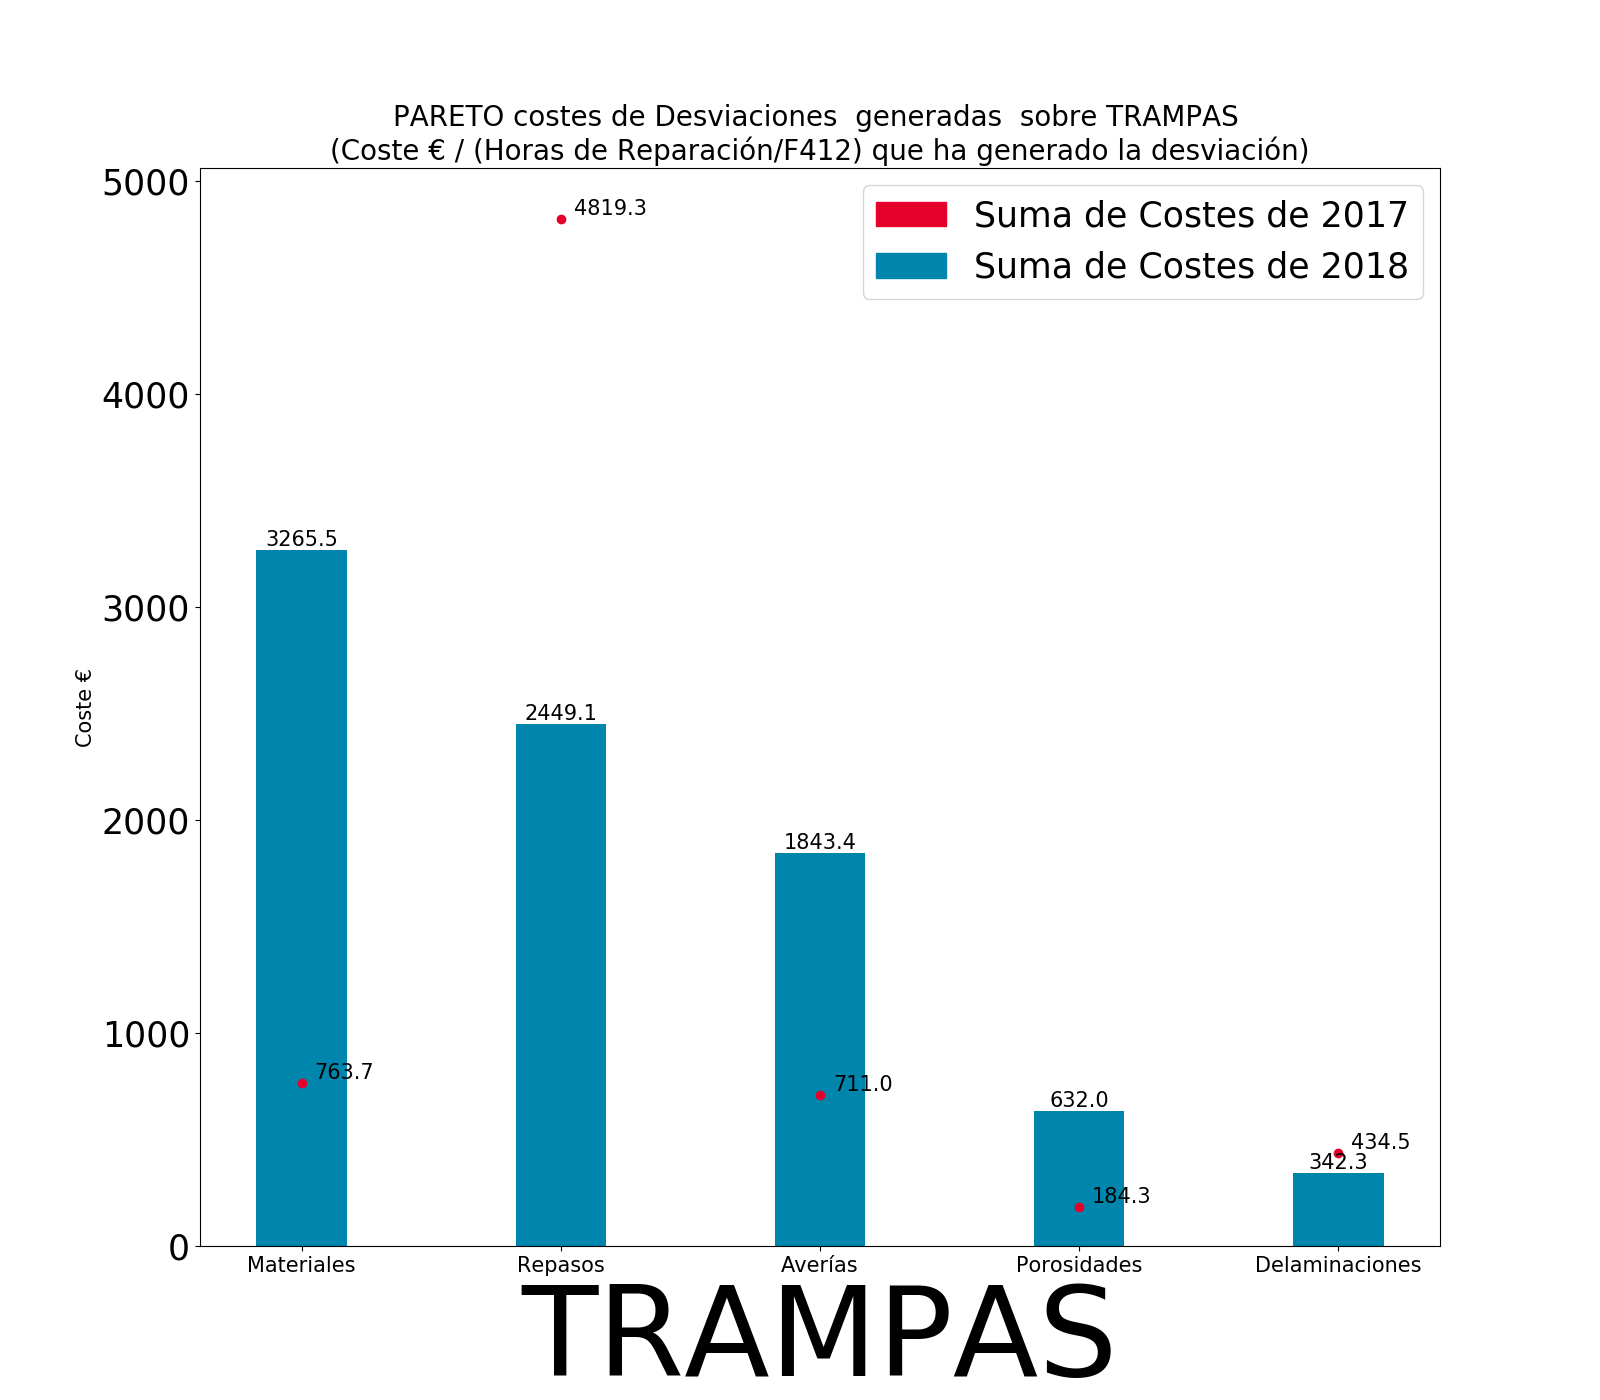 PARETO costes de Desviaciones  generadas  sobre TRAMPAS
(Coste € / (Horas de Reparación/F412) que ha generado la desviación)
Suma de Costes de 2017
Suma de Costes de 2018
5000
4000
3000
2000
1000
0
Coste €
4819.3
3265.5
2449.1
1843.4
763.7
711.0
632.0
184.3
434.5
342.3
Materiales
Repasos
Averías
Porosidades
Delaminaciones
TRAMPAS